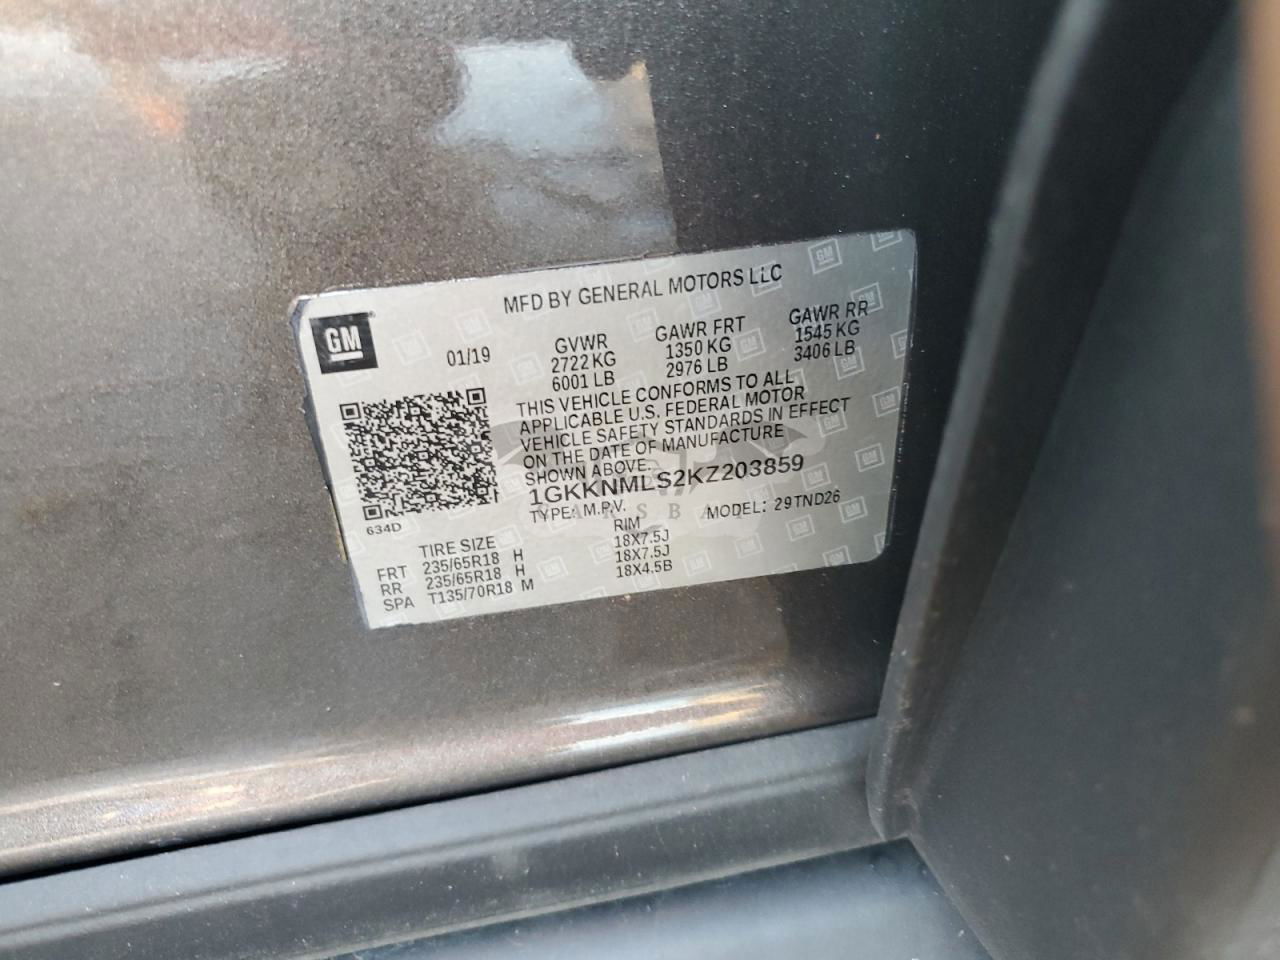 MFD BY GENERAL MOTORS LLC
GM
01/19
GVWR
2722 KG
6001 LB
GAWR FRT
1350 KG
2976 LB
GAWR RR
1545 KG
3406 LB
THIS VEHICLE CONFORMS TO ALL
APPLICABLE U.S. FEDERAL MOTOR
VEHICLE SAFETY STANDARDS IN EFFECT
ON THE DATE OF MANUFACTURE
SHOWN ABOVE.
1GKKNMLS2KZ203859
TYPE: M.P.V.
MODEL: 29TND26
634D
TIRE SIZE RIM
FRT 235/65R18 H 18X7.5J
RR 235/65R18 H 18X7.5J
SPA T135/70R18 M 18X4.5B